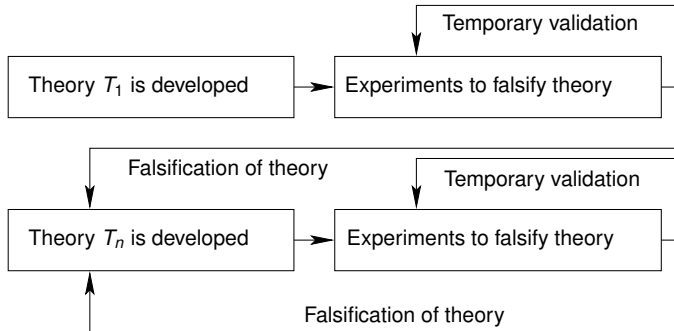 Temporary validation
Theory T₁ is developed
Experiments to falsify theory
Falsification of theory
Temporary validation
Theory Tₙ is developed
Experiments to falsify theory
Falsification of theory